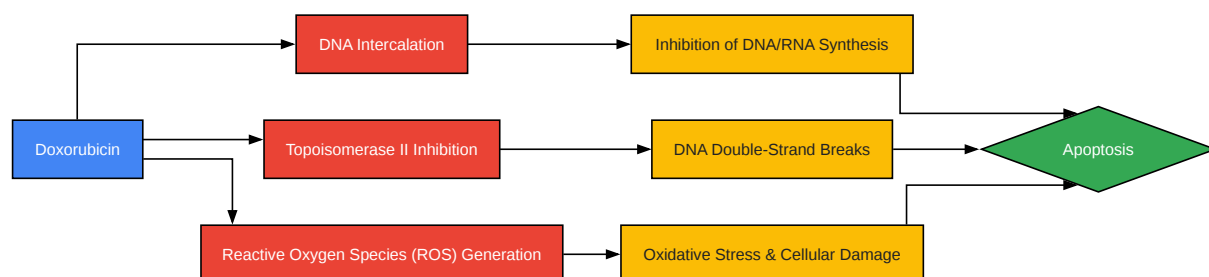 DNA Intercalation
Inhibition of DNA/RNA Synthesis
Doxorubicin
Topoisomerase II Inhibition
DNA Double-Strand Breaks
Apoptosis
Reactive Oxygen Species (ROS) Generation
Oxidative Stress & Cellular Damage